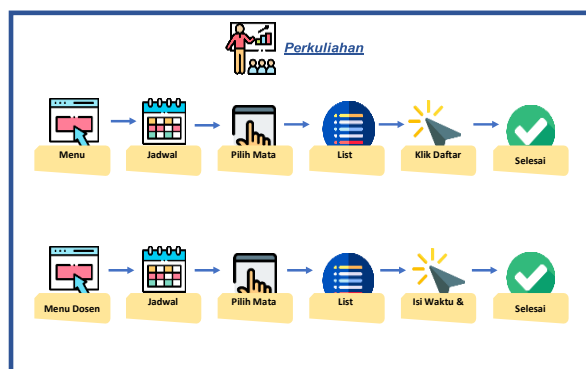 Perkuliahan
Menu
Jadwal
Pilih Mata
List
Klik Daftar
Selesai
Menu Dosen
Jadwal
Pilih Mata
List
Isi Waktu &
Selesai